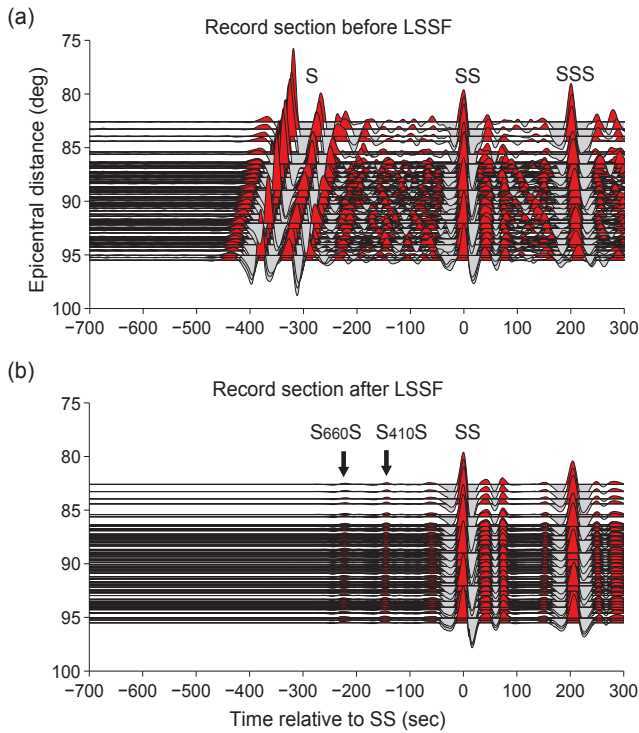 (a)
Record section before LSSF
75
S
SS
SSS
80
85
90
95
100
Epicentral distance (deg)
−700 −600 −500 −400 −300 −200 −100 0 100 200 300
(b)
Record section after LSSF
75
S660S
S410S
SS
80
85
90
95
100
−700 −600 −500 −400 −300 −200 −100 0 100 200 300
Time relative to SS (sec)